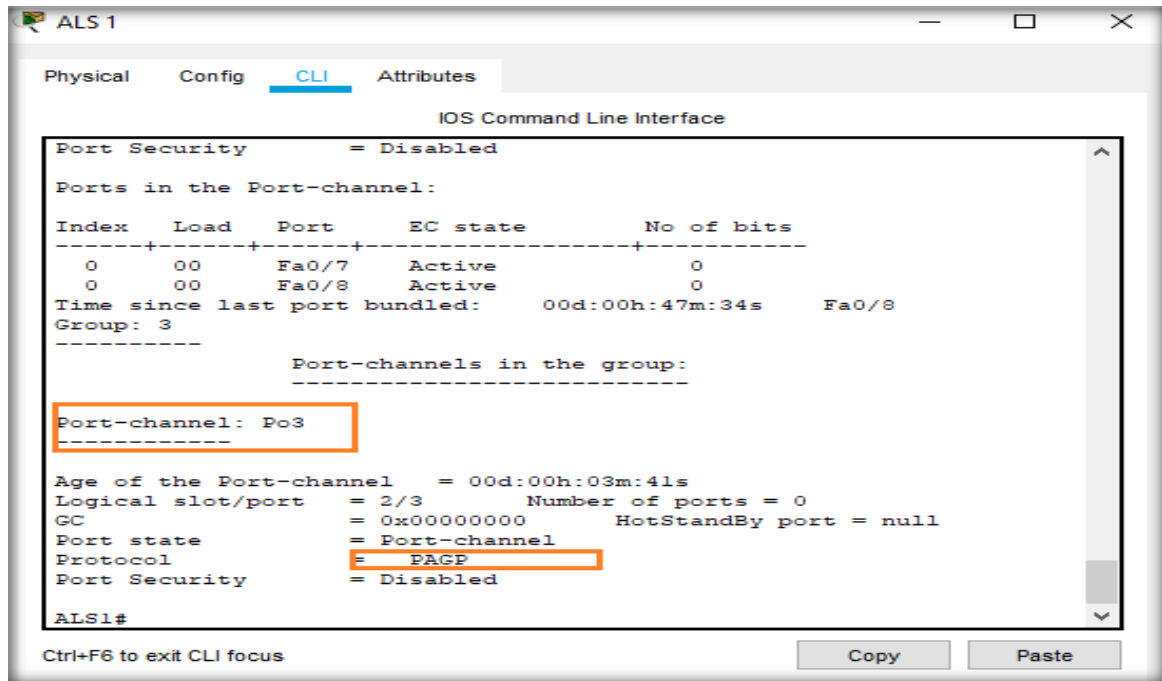 ALS 1
Physical Config CLI Attributes
IOS Command Line Interface
Port Security = Disabled
Ports in the Port-channel:
Index Load Port EC state No of bits
------+------+------+------------------+-----------
0 00 Fa0/7 Active 0
0 00 Fa0/8 Active 0
Time since last port bundled: 00d:00h:47m:34s Fa0/8
Group: 3
----------
Port-channels in the group:
---------------------------
Port-channel: Po3
------------
Age of the Port-channel = 00d:00h:03m:41s
Logical slot/port = 2/3 Number of ports = 0
GC = 0x00000000 HotStandBy port = null
Port state = Port-channel
Protocol = PAGP
Port Security = Disabled
ALS1#
Ctrl+F6 to exit CLI focus Copy Paste